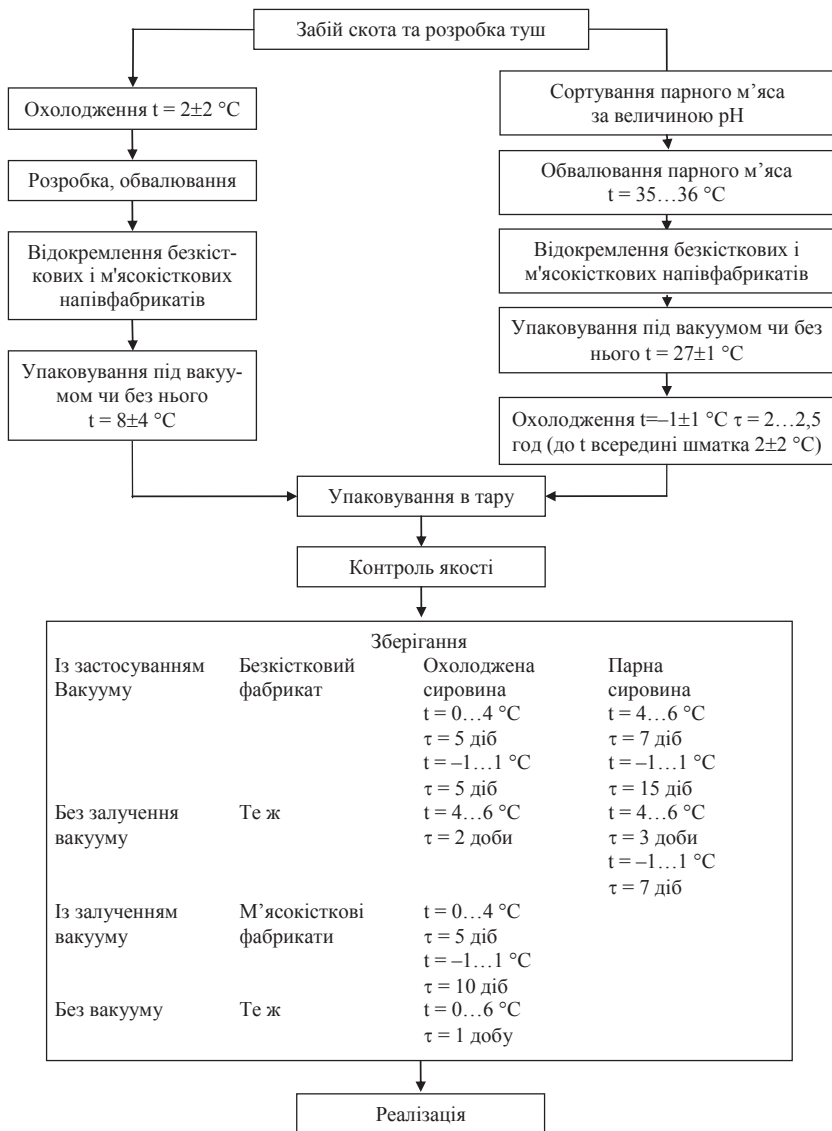 Забій скота та розробка туш
Охолодження t = 2±2 °C
Розробка, обвалювання
Відокремлення безкіст-
кових і м'ясокісткових
напівфабрикатів
Упаковування під вакуу-
мом чи без нього
t = 8±4 °C
Сортування парного м’яса
за величиною pH
Обвалювання парного м’яса
t = 35…36 °C
Відокремлення безкісткових і
м'ясокісткових напівфабрикатів
Упаковування під вакуумом чи без
нього t = 27±1 °C
Охолодження t=–1±1 °C τ = 2…2,5
год (до t всередині шматка 2±2 °C)
Упаковування в тару
Контроль якості
Зберігання
Із застосуванням Безкістковий Охолоджена Парна
Вакууму фабрикат сировина сировина
t = 0…4 °C t = 4…6 °C
τ = 5 діб τ = 7 діб
t = –1…1 °C t = –1…1 °C
τ = 5 діб τ = 15 діб
Без залучення Те ж t = 4…6 °C t = 4…6 °C
вакууму τ = 2 доби τ = 3 доби
t = –1…1 °C
τ = 7 діб
Із залученням М’ясокісткові t = 0…4 °C
вакууму фабрикати τ = 5 діб
t = –1…1 °C
τ = 10 діб
Без вакууму Те ж t = 0…6 °C
τ = 1 добу
Реалізація